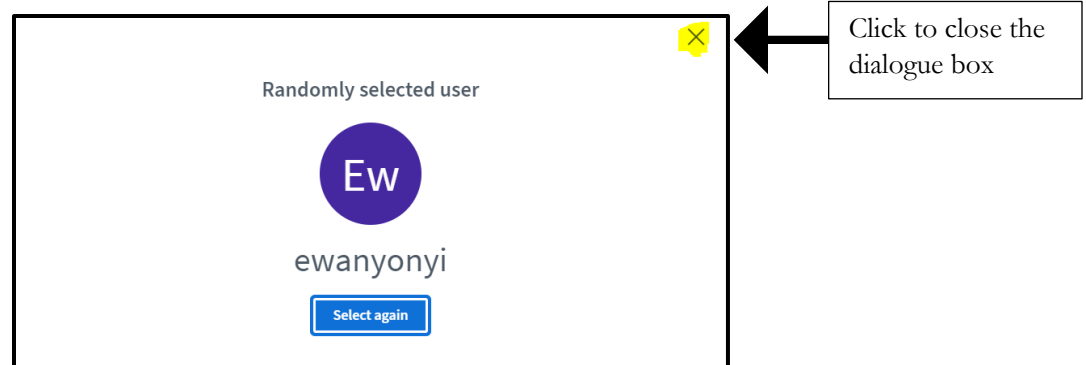 Click to close the
dialogue box
Randomly selected user
Ew
ewanyonyi
Select again